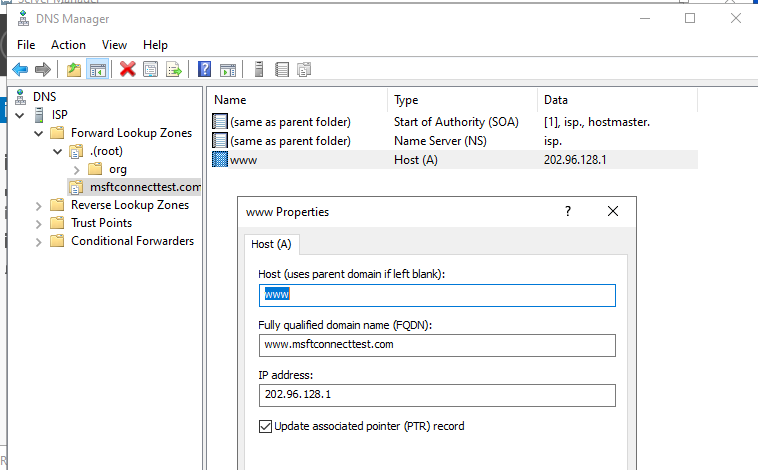 DNS Manager
File Action View Help
DNS
ISP
Forward Lookup Zones
.(root)
org
msftconnecttest.com
Reverse Lookup Zones
Trust Points
Conditional Forwarders
Name Type Data
(same as parent folder) Start of Authority (SOA) [1], isp., hostmaster.
(same as parent folder) Name Server (NS) isp.
www Host (A) 202.96.128.1
www Properties
Host (A)
Host (uses parent domain if left blank):
www
Fully qualified domain name (FQDN):
www.msftconnecttest.com
IP address:
202.96.128.1
Update associated pointer (PTR) record